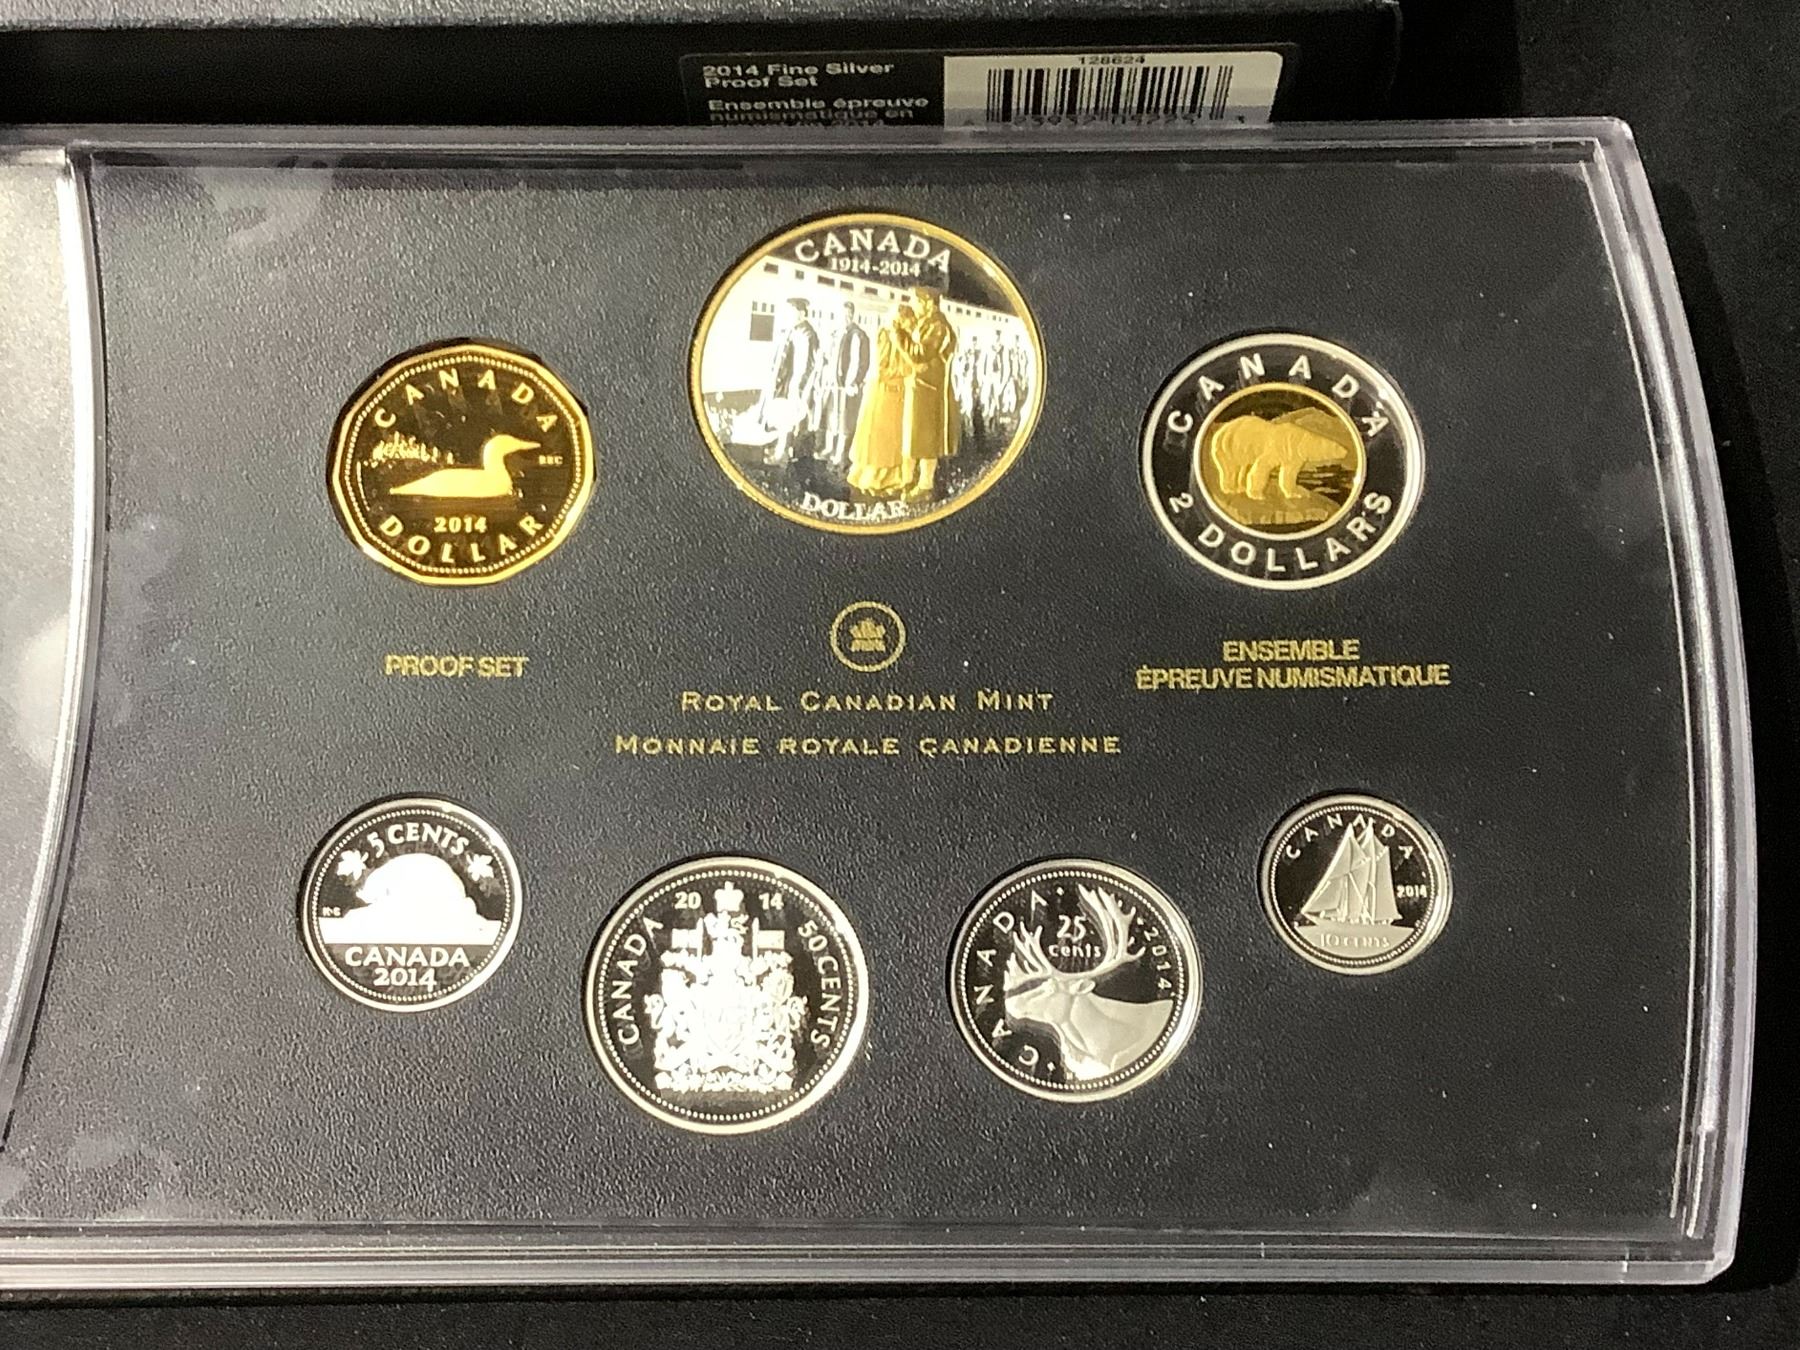 2014 Fine Silver
Proof Set
Ensemble épreuve
numismatique en
128624
CANADA
1914-2014
DOLLAR
CANADA
2014
DOLLAR
CANADA
2 DOLLARS
PROOF SET
ENSEMBLE
ÉPREUVE NUMISMATIQUE
ROYAL CANADIAN MINT
MONNAIE ROYALE CANADIENNE
5 CENTS
K·G
CANADA
2014
2014
CANADA
50 CENTS
CANADA
25
cents
2014
CANADA
2014
10 CENTS